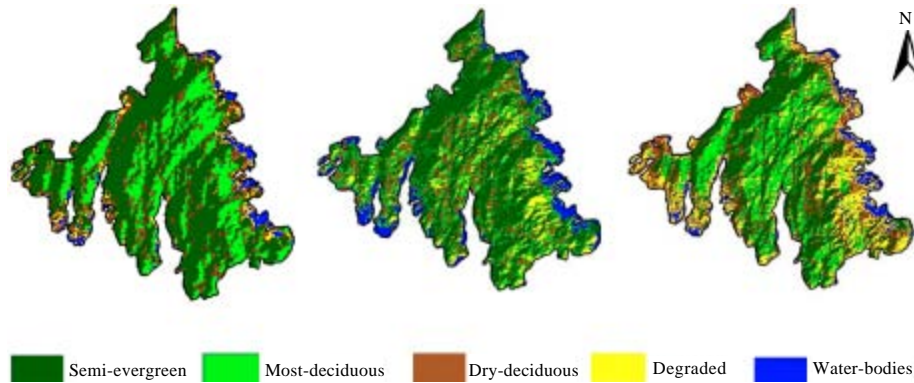 N
Semi-evergreen
Most-deciduous
Dry-deciduous
Degraded
Water-bodies